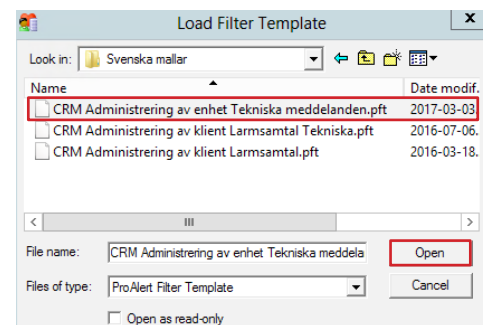 Load Filter Template x
Look in: Svenska mallar
Name Date modif.
CRM Administrering av enhet Tekniska meddelanden.pft 2017-03-03
CRM Administrering av klient Larmsamtal Tekniska.pft 2016-07-06.
CRM Administrering av klient Larmsamtal.pft 2016-03-18.
File name: CRM Administrering av enhet Tekniska meddela Open
Files of type: ProAlert Filter Template Cancel
Open as read-only